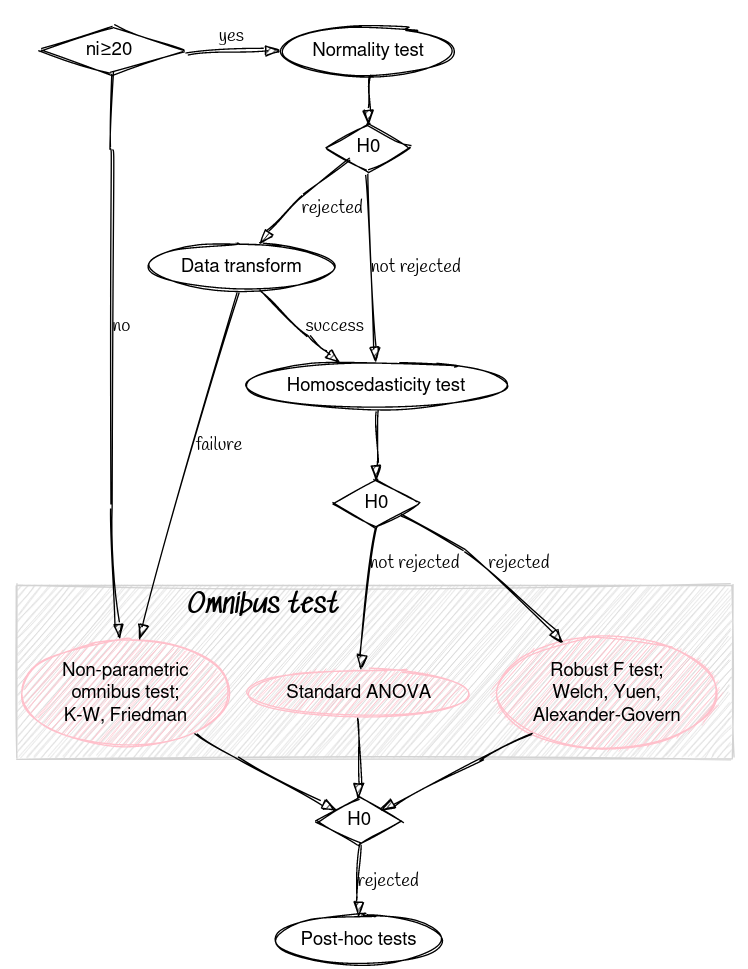 ni≥20
yes
Normality test
H0
rejected
Data transform
not rejected
no
success
Homoscedasticity test
failure
H0
not rejected
rejected
Omnibus test
Non-parametric
omnibus test;
K-W, Friedman
Standard ANOVA
Robust F test;
Welch, Yuen,
Alexander-Govern
H0
rejected
Post-hoc tests